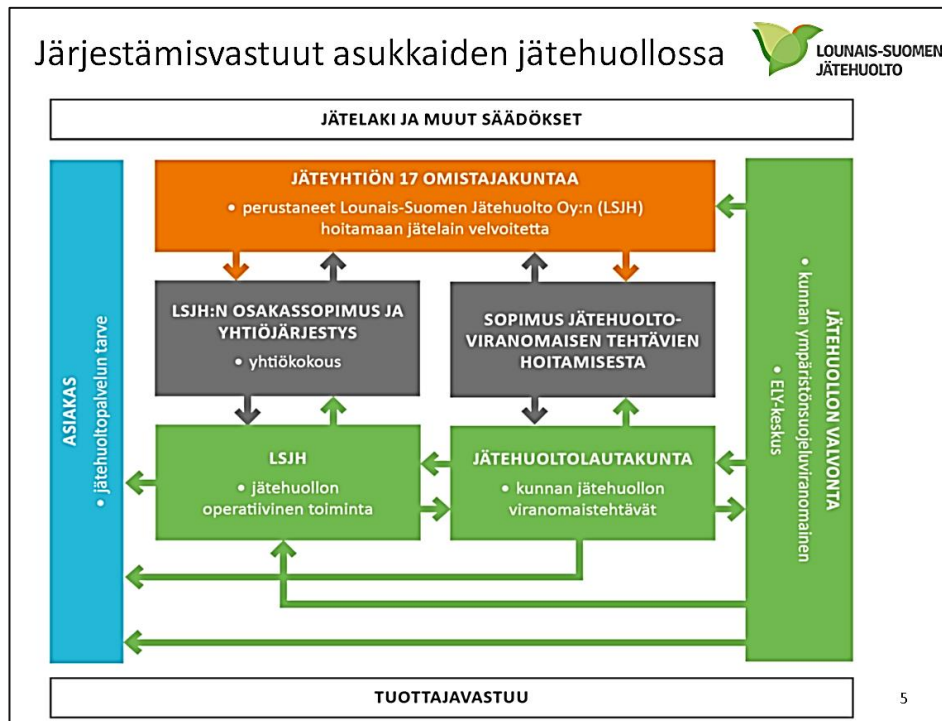 Järjestämisvastuut asukkaiden jätehuollossa
LOUNAIS-SUOMEN
JÄTEHUOLTO
JÄTELAKI JA MUUT SÄÄDÖKSET
ASIAKAS
• jätehuoltopalvelun tarve
JÄTEYHTIÖN 17 OMISTAJAKUNTAA
• perustaneet Lounais-Suomen Jätehuolto Oy:n (LSJH)
hoitamaan jätelain velvoitetta
LSJH:N OSAKASSOPIMUS JA
YHTIÖJÄRJESTYS
• yhtiökokous
SOPIMUS JÄTEHUOLTO-
VIRANOMAISEN TEHTÄVIEN
HOITAMISESTA
LSJH
• jätehuollon
operatiivinen toiminta
JÄTEHUOLTOLAUTAKUNTA
• kunnan jätehuollon
viranomaistehtävät
JÄTEHUOLLON VALVONTA
• kunnan ympäristönsuojeluviranomainen
• ELY-keskus
TUOTTAJAVASTUU
5